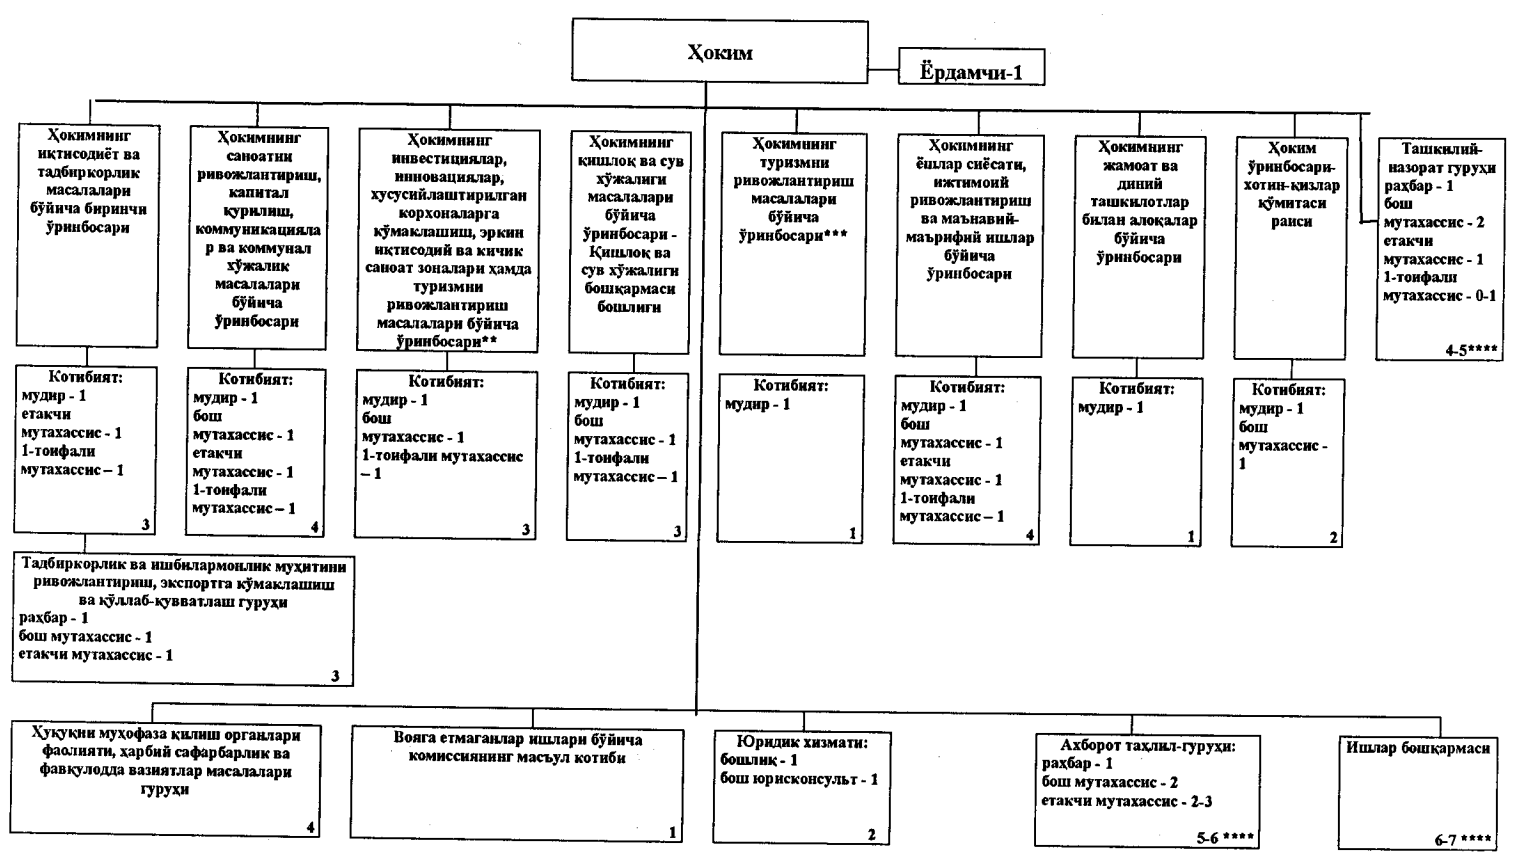 Ҳоким
Ёрдамчи-1
Ҳокимнинг
иқтисодиёт ва
тадбиркорлик
масалалари
бўйича биринчи
ўринбосари
Ҳокимнинг
саноатни
ривожлантириш,
капитал
қурилиш,
коммуникацияла
р ва коммунал
хўжалик
масалалари
бўйича
ўринбосари
Ҳокимнинг
инвестициялар,
инновациялар,
хусусийлаштирилган
корхоналарга
кўмаклашиш, эркин
иқтисодий ва кичик
саноат зоналари ҳамда
туризмни
ривожлантириш
масалалари бўйича
ўринбосари**
Ҳокимнинг
қишлоқ ва сув
хўжалиги
масалалари
бўйича
ўринбосари -
Қишлоқ ва
сув хўжалиги
бошқармаси
бошлиғи
Ҳокимнинг
туризмни
ривожлантириш
масалалари
бўйича
ўринбосари***
Ҳокимнинг
ёшлар сиёсати,
ижтимоий
ривожлантириш
ва маънавий-
маърифий ишлар
бўйича
ўринбосари
Ҳокимнинг
жамоат ва
диний
ташкилотлар
билан алоқалар
бўйича
ўринбосари
Ҳоким
ўринбосари-
хотин-қизлар
қўмитаси
раиси
Ташкилий-
назорат гуруҳи
раҳбар - 1
бош
мутахассис - 2
етакчи
мутахассис - 1
1-тоифали
мутахассис - 0-1
4-5****
Котибият:
мудир - 1
етакчи
мутахассис - 1
1-тоифали
мутахассис – 1
3
Котибият:
мудир - 1
бош
мутахассис - 1
етакчи
мутахассис - 1
1-тоифали
мутахассис – 1
4
Котибият:
мудир - 1
бош
мутахассис - 1
1-тоифали мутахассис
– 1
3
Котибият:
мудир - 1
бош
мутахассис - 1
1-тоифали
мутахассис – 1
3
Котибият:
мудир - 1
1
Котибият:
мудир - 1
бош
мутахассис - 1
етакчи
мутахассис - 1
1-тоифали
мутахассис – 1
4
Котибият:
мудир - 1
1
Котибият:
мудир - 1
бош
мутахассис -
1
2
Тадбиркорлик ва ишбилармонлик муҳитини
ривожлантириш, экспортга кўмаклашиш
ва қўллаб-қувватлаш гуруҳи
раҳбар - 1
бош мутахассис - 1
етакчи мутахассис - 1
3
Ҳуқуқни муҳофаза қилиш органлари
фаолияти, ҳарбий сафарбарлик ва
фавқулодда вазиятлар масалалари
гуруҳи
4
Вояга етмаганлар ишлари бўйича
комиссиянинг масъул котиби
1
Юридик хизмати:
бошлиқ - 1
бош юрисконсульт - 1
2
Ахборот таҳлил-гуруҳи:
раҳбар - 1
бош мутахассис - 2
етакчи мутахассис - 2-3
5-6 ****
Ишлар бошқармаси
6-7 ****